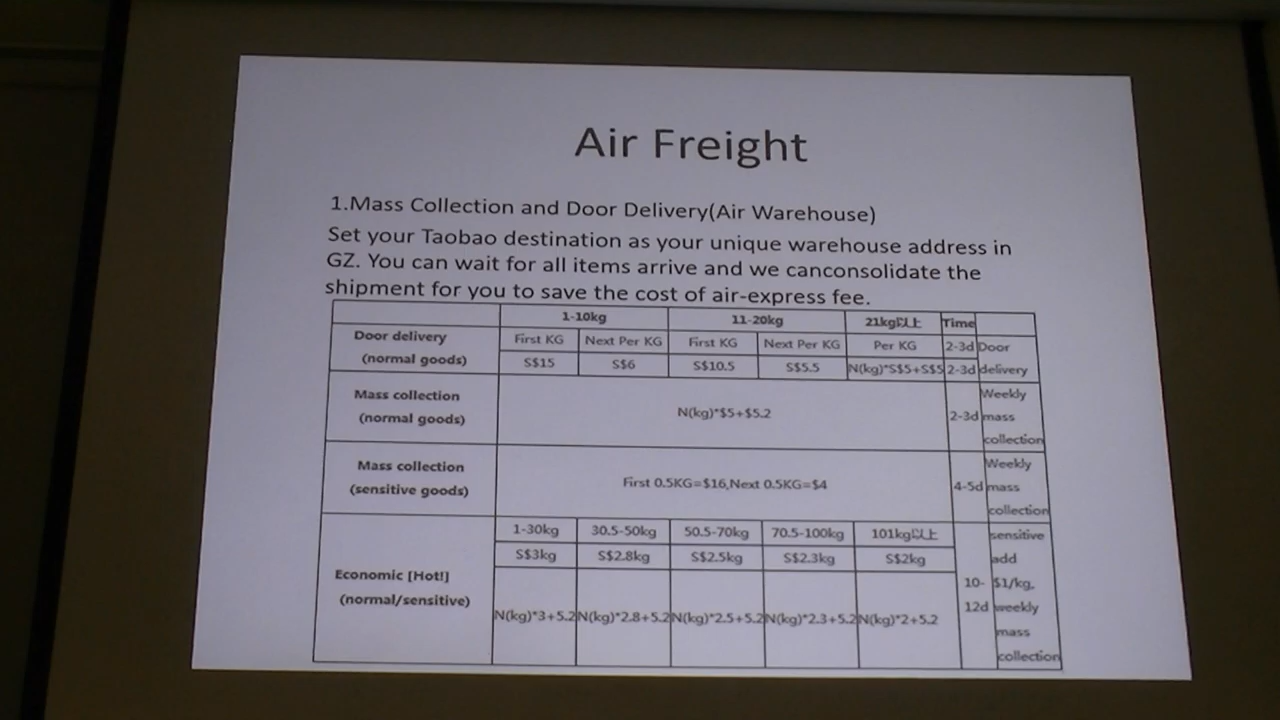 Air Freight
1.Mass Collection and Door Delivery(Air Warehouse)
Set your Taobao destination as your unique warehouse address in
GZ. You can wait for all items arrive and we canconsolidate the
shipment for you to save the cost of air-express fee.
1-10kg 11-20kg 21kg以上 Time
Door delivery
(normal goods)
First KG Next Per KG First KG Next Per KG Per KG 2-3d Door
S$15 S$6 S$10.5 S$5.5 N(kg)*S$5+S$5 2-3d delivery
Mass collection
(normal goods)
N(kg)*$5+$5.2
2-3d
Weekly
mass
collection
Mass collection
(sensitive goods)
First 0.5KG=$16,Next 0.5KG=$4
4-5d
Weekly
mass
collection
Economic [Hot!]
(normal/sensitive)
1-30kg 30.5-50kg 50.5-70kg 70.5-100kg 101kg以上
S$3kg S$2.8kg S$2.5kg S$2.3kg S$2kg
N(kg)*3+5.2 N(kg)*2.8+5.2 N(kg)*2.5+5.2 N(kg)*2.3+5.2 N(kg)*2+5.2
10-
12d
sensitive
add
$1/kg,
weekly
mass
collection